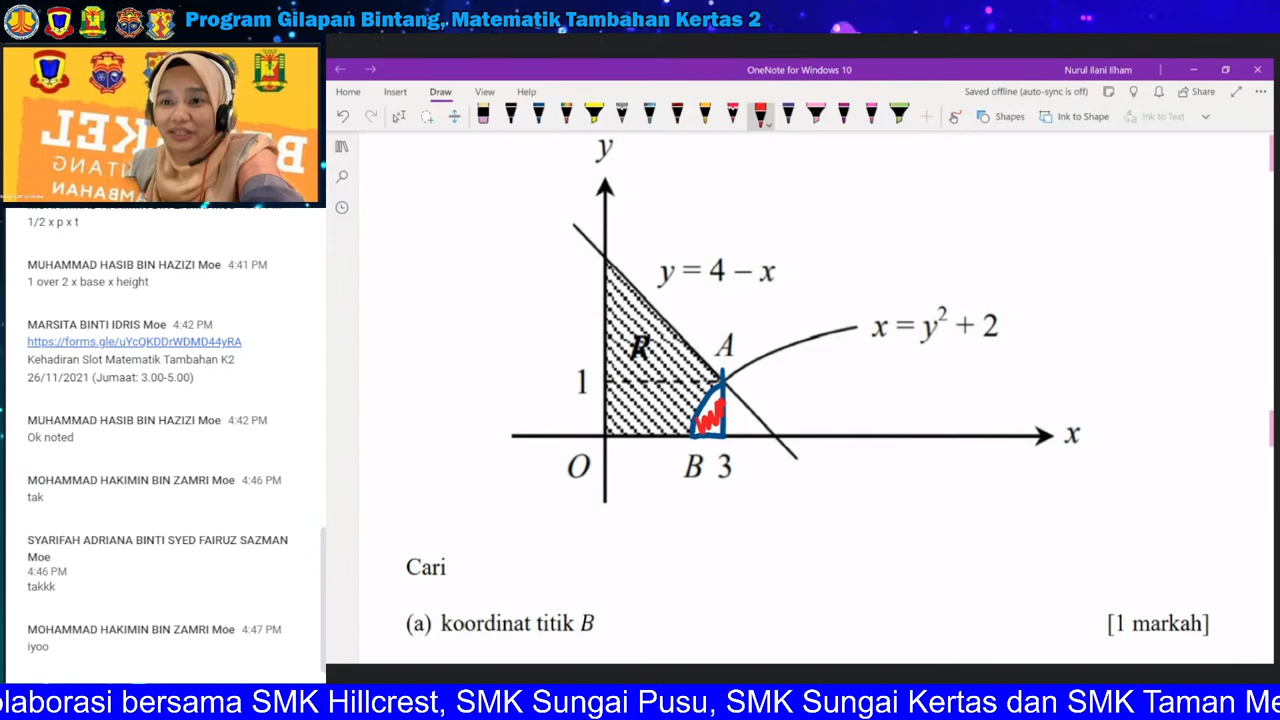 Program Gilapan Bintang, Matematik Tambahan Kertas 2
OneNote for Windows 10
Nurul Ilani Ilham
Home Insert Draw View Help
Saved offline (auto-sync is off)
Share
Shapes
Ink to Shape
Ink to Text
1/2 x p x t
MUHAMMAD HASIB BIN HAZIZI Moe 4:41 PM
1 over 2 x base x height
MARSITA BINTI IDRIS Moe 4:42 PM
https://forms.gle/uYcQKDDrWDMD44yRA
Kehadiran Slot Matematik Tambahan K2
26/11/2021 (Jumaat: 3.00-5.00)
MUHAMMAD HASIB BIN HAZIZI Moe 4:42 PM
Ok noted
MOHAMMAD HAKIMIN BIN ZAMRI Moe 4:46 PM
tak
SYARIFAH ADRIANA BINTI SYED FAIRUZ SAZMAN
Moe
4:46 PM
takkk
MOHAMMAD HAKIMIN BIN ZAMRI Moe 4:47 PM
iyoo
y
y = 4 – x
x = y² + 2
R
A
1
x
O
B 3
Cari
(a) koordinat titik B [1 markah]
olaborasi bersama SMK Hillcrest, SMK Sungai Pusu, SMK Sungai Kertas dan SMK Taman Me